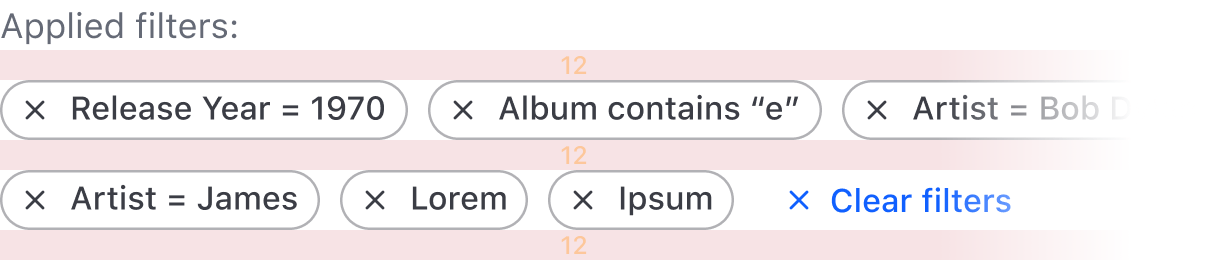 Applied filters:
12
× Release Year = 1970 × Album contains “e” × Artist = Bob
12
× Artist = James × Lorem × Ipsum × Clear filters
12